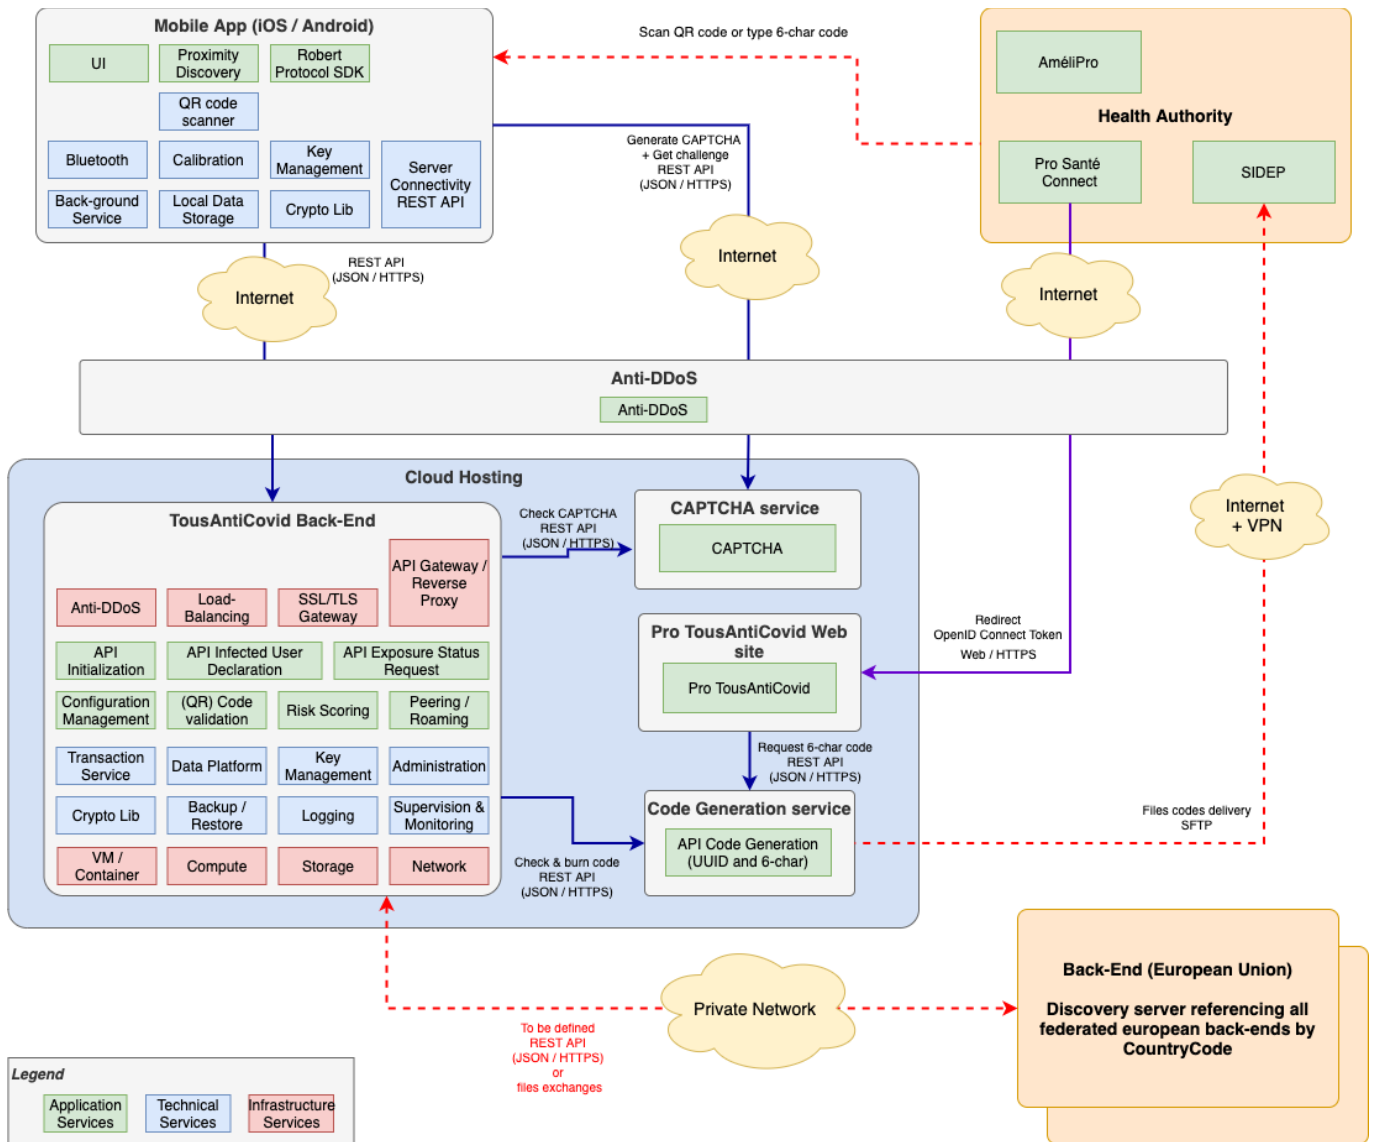 Mobile App (iOS / Android)
UI
Proximity
Discovery
Robert
Protocol SDK
QR code
scanner
Bluetooth
Calibration
Key
Management
Server
Connectivity
REST API
Back-ground
Service
Local Data
Storage
Crypto Lib
Scan QR code or type 6-char code
AméliPro
Health Authority
Pro Santé
Connect
SIDEP
Generate CAPTCHA
+ Get challenge
REST API
(JSON / HTTPS)
REST API
(JSON / HTTPS)
Internet
Internet
Internet
Anti-DDoS
Anti-DDoS
Cloud Hosting
TousAntiCovid Back-End
API Gateway /
Reverse
Proxy
Anti-DDoS
Load-
Balancing
SSL/TLS
Gateway
API
Initialization
API Infected User
Declaration
API Exposure Status
Request
Configuration
Management
(QR) Code
validation
Risk Scoring
Peering /
Roaming
Transaction
Service
Data Platform
Key
Management
Administration
Crypto Lib
Backup /
Restore
Logging
Supervision &
Monitoring
VM /
Container
Compute
Storage
Network
Check CAPTCHA
REST API
(JSON / HTTPS)
CAPTCHA service
CAPTCHA
Pro TousAntiCovid Web
site
Pro TousAntiCovid
Request 6-char code
REST API
(JSON / HTTPS)
Code Generation service
API Code Generation
(UUID and 6-char)
Check & burn code
REST API
(JSON / HTTPS)
Redirect
OpenID Connect Token
Web / HTTPS
Internet
+ VPN
Files codes delivery
SFTP
Private Network
To be defined
REST API
(JSON / HTTPS)
or
files exchanges
Back-End (European Union)
Discovery server referencing all
federated european back-ends by
CountryCode
Legend
Application
Services
Technical
Services
Infrastructure
Services